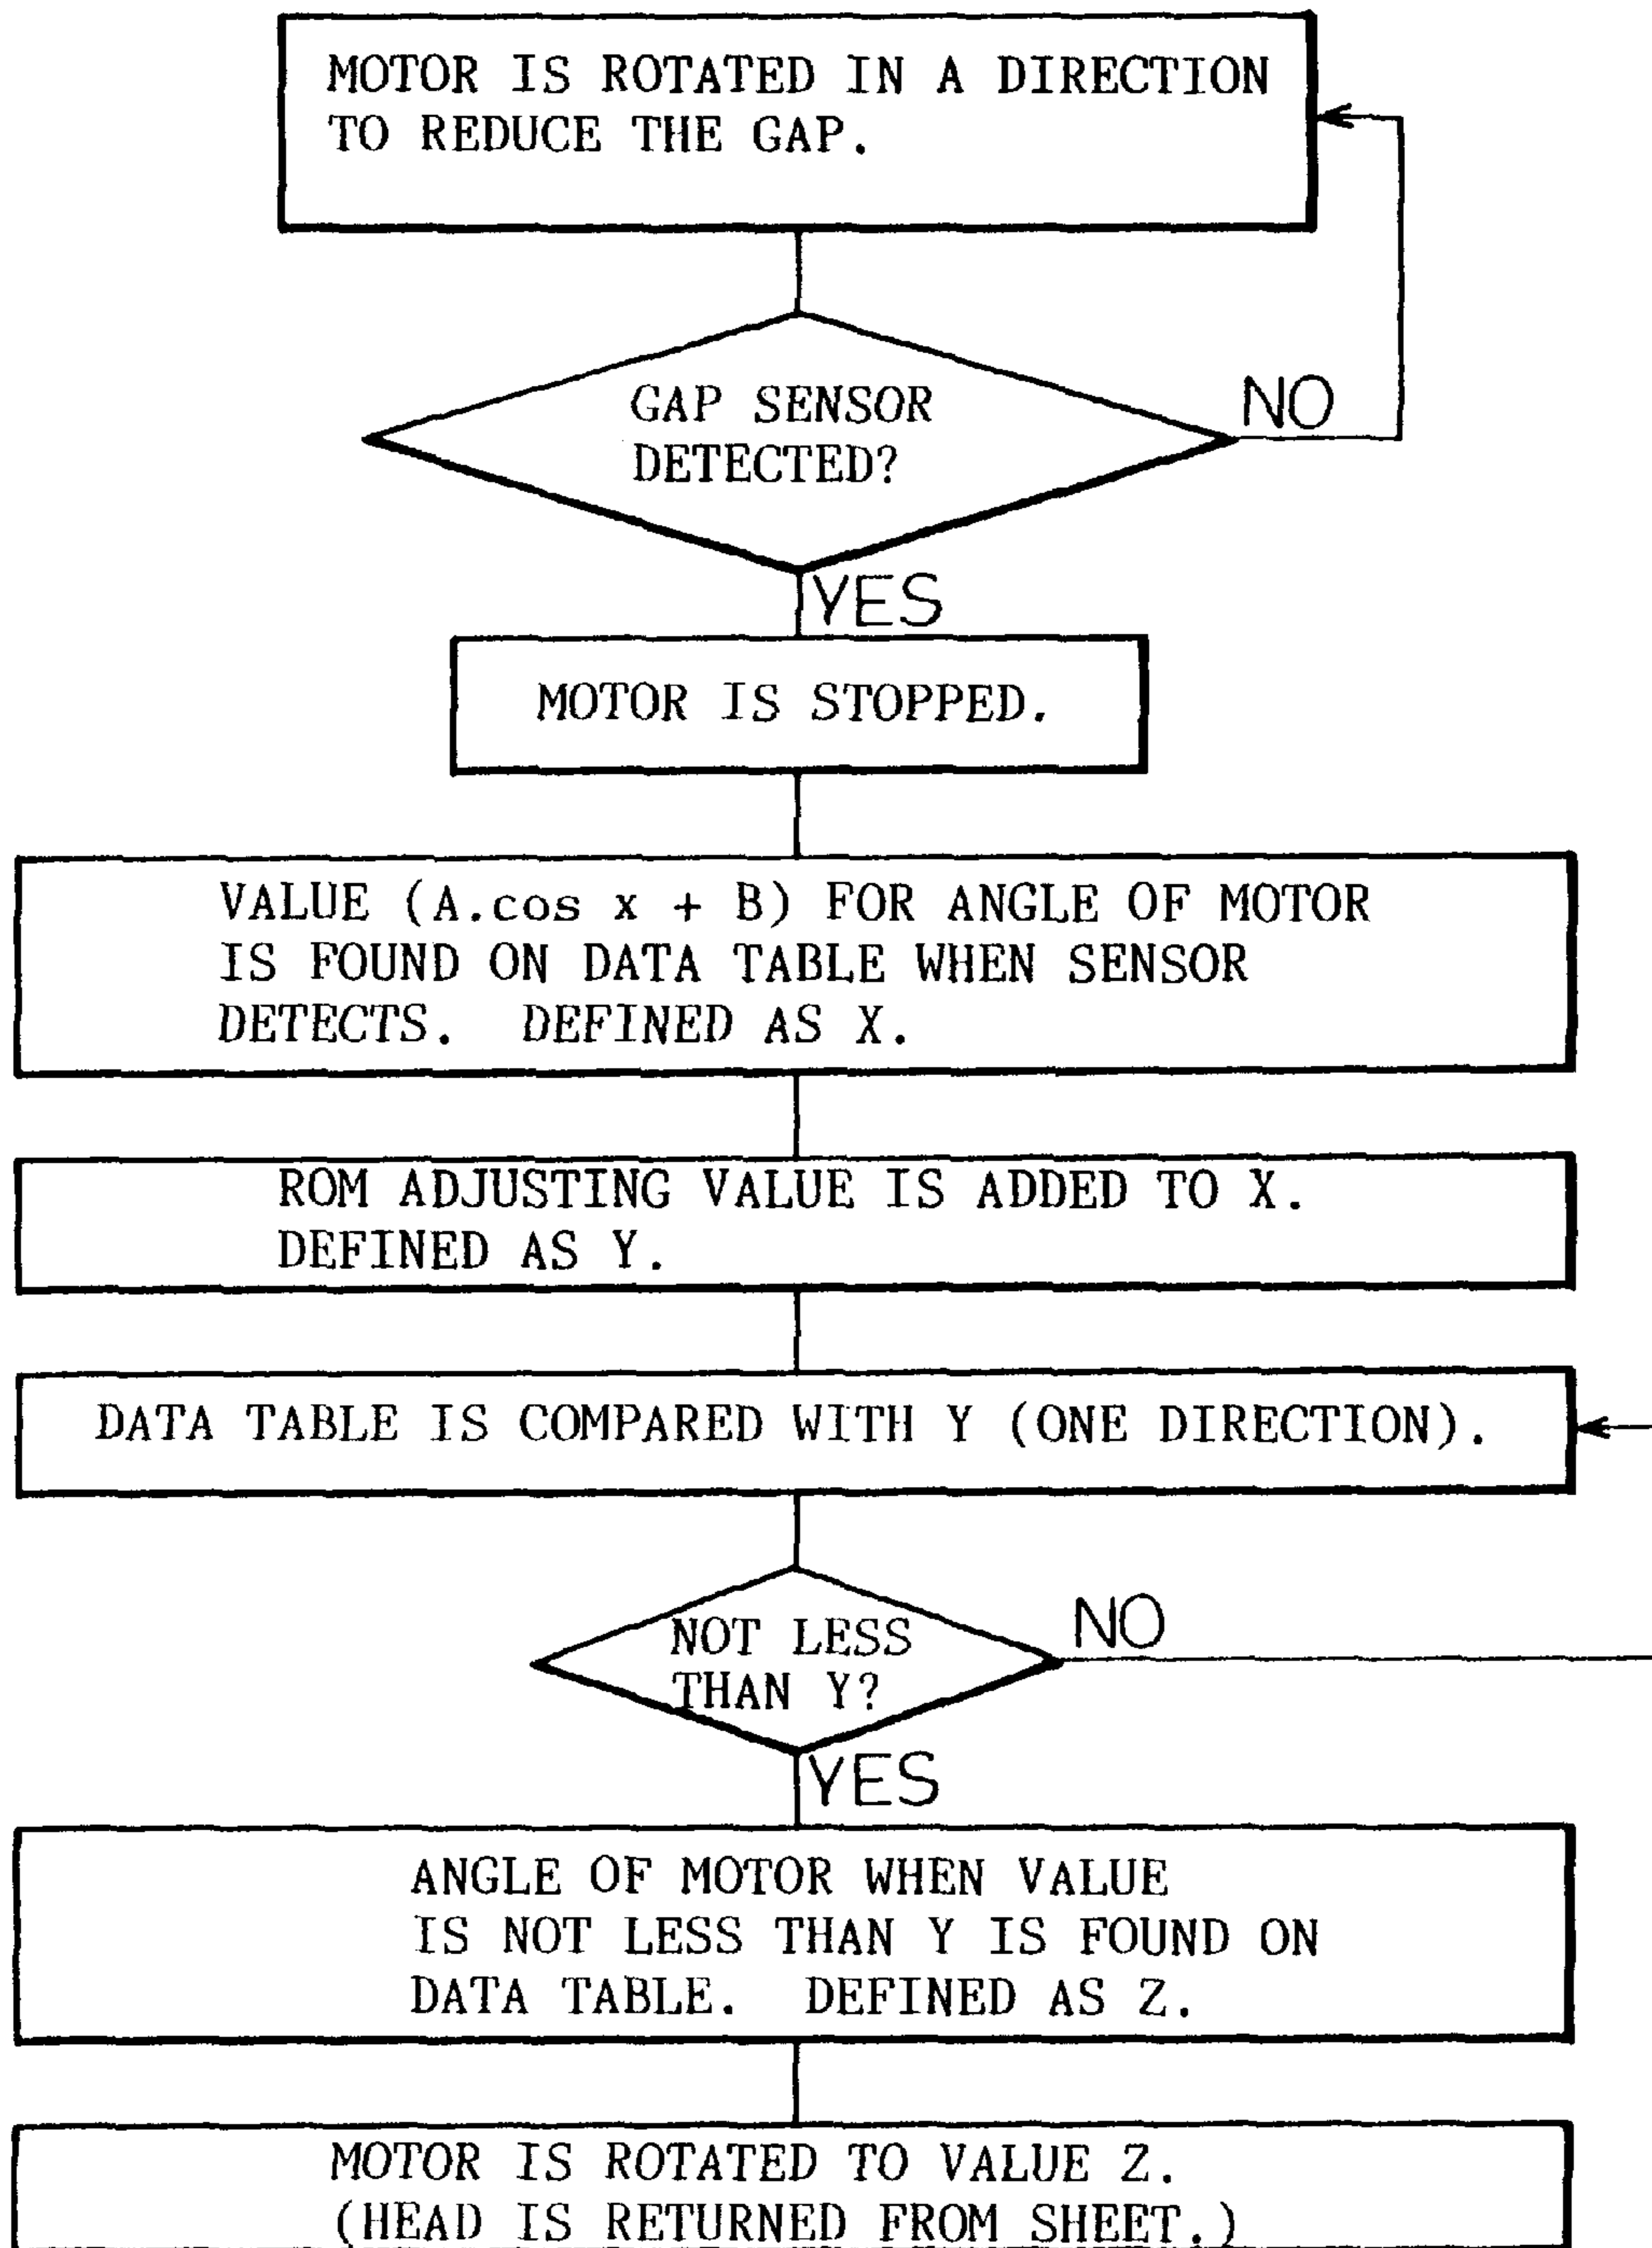 MOTOR IS ROTATED IN A DIRECTION
TO REDUCE THE GAP.
GAP SENSOR
DETECTED?
NO
YES
MOTOR IS STOPPED.
VALUE (A.cos x + B) FOR ANGLE OF MOTOR
IS FOUND ON DATA TABLE WHEN SENSOR
DETECTS. DEFINED AS X.
ROM ADJUSTING VALUE IS ADDED TO X.
DEFINED AS Y.
DATA TABLE IS COMPARED WITH Y (ONE DIRECTION).
NOT LESS
THAN Y?
NO
YES
ANGLE OF MOTOR WHEN VALUE
IS NOT LESS THAN Y IS FOUND ON
DATA TABLE. DEFINED AS Z.
MOTOR IS ROTATED TO VALUE Z.
(HEAD IS RETURNED FROM SHEET.)